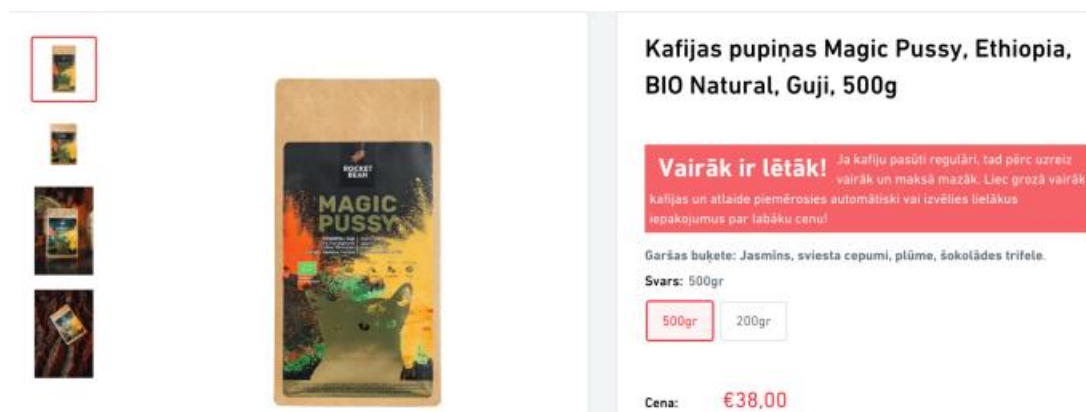 ROCKET
BEAN
MAGIC
PUSSY
Kafijas pupiņas Magic Pussy, Ethiopia,
BIO Natural, Guji, 500g
Vairāk ir lētāk! Ja kafiju pasūti regulāri, tad pērc uzreiz
vairāk un maksā mazāk. Liec grozā vairāk
kafijas un atlaide piemērosies automātiski vai izvēlies lielākus
iepakojumus par labāku cenu!
Garšas buķete: Jasmīns, sviesta cepumi, plūme, šokolādes trifele.
Svars: 500gr
500gr 200gr
Cena: €38,00